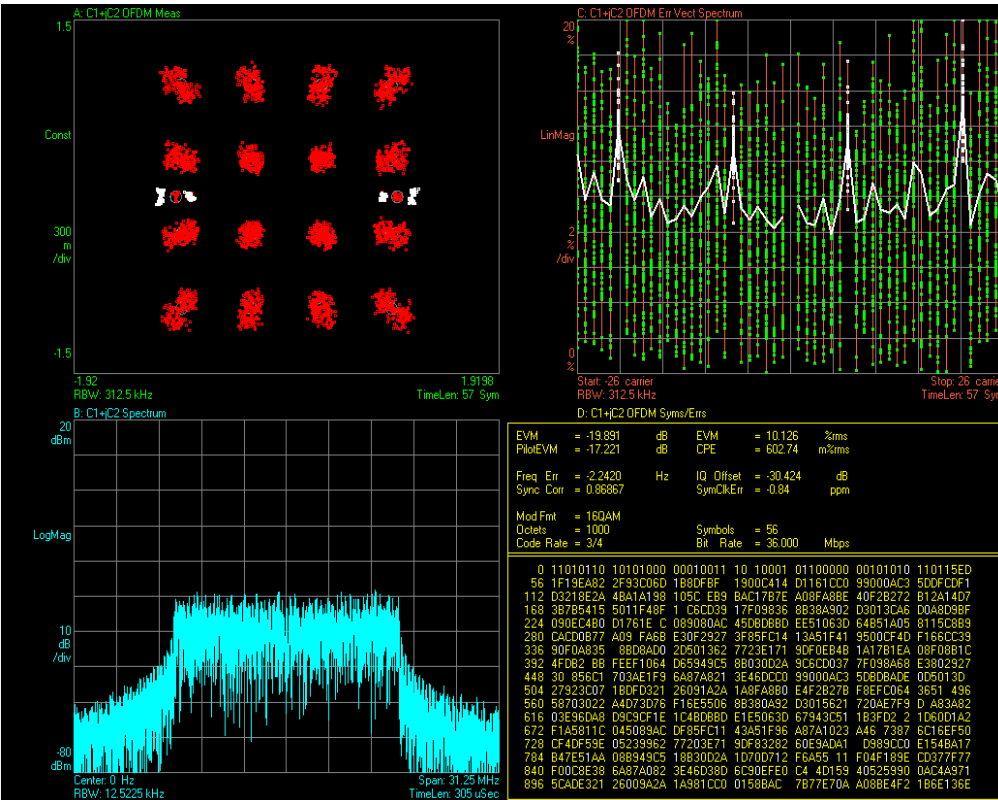 A: C1+jC2 OFDM Meas
1.5
Const
300
m
/div
-1.5
-1.92
1.9198
RBW: 312.5 kHz
TimeLen: 57 Sym
C: C1+jC2 OFDM Err Vect Spectrum
20
%
LinMag
2
%
/div
0
%
Start: -26 carrier
Stop: 26 carrie
RBW: 312.5 kHz
TimeLen: 57 Sym
B: C1+jC2 Spectrum
20
dBm
LogMag
10
dB
/div
-80
dBm
Center: 0 Hz
Span: 31.25 MHz
RBW: 12.5225 kHz
TimeLen: 305 uSec
D: C1+jC2 OFDM Syms/Errs
EVM = -19.891 dB EVM = 10.126 %rms
PilotEVM = -17.221 dB CPE = 602.74 m%rms
Freq Err = -2.2420 Hz IQ Offset = -30.424 dB
Sync Corr = 0.86867 SymClkErr = -0.84 ppm
Mod Fmt = 16QAM
Octets = 1000 Symbols = 56
Code Rate = 3/4 Bit Rate = 36.000 Mbps
0 11010110 10101000 00010011 10 10001 01100000 00101010 110115ED
56 1F19EA82 2F93C06D 1B8DFBF 1900C414 D1161CC0 99000AC3 5DDFCDF1
112 D3218E2A 4BA1A198 105C EB9 BAC17B7E A08FA8BE 40F2B272 B12A14D7
168 3B7B5415 5011F48F 1 C6CD39 17F09836 8B38A902 D3013CA6 D0A8D9BF
224 090EC4B0 D1761E C 089080AC 45DBDBBD EE51063D 64B51A05 8115C8B9
280 CACD0B77 A09 FA6B E30F2927 3F85FC14 13A51F41 9500CF4D F166CC39
336 90F0A835 8BD8AD0 2D501362 7723E171 9DF0EB4B 1A17B1EA 08F08B1C
392 4FDB2 BB FEEF1064 D65949C5 8B030D2A 9C6CD037 7F098A68 E3802927
448 30 856C1 703AE1F9 6A87A821 3E46DCC0 99000AC3 5DBDBADE 0D5013D
504 27923C07 1BDFD321 26091A2A 1A8FA8B0 E4F2B27B F8EFC064 3651 496
560 58703022 A4D73D76 F16E5506 8B380A92 D3015621 720AE7F9 D A83A82
616 03E96DA8 D9C9CF1E 1C4BDBBD E1E5063D 67943C51 1B3FD2 2 1D60D1A2
672 F1A5811C 045089AC DF85FC11 43A51F96 A87A1023 A46 7387 6C16EF50
728 CF4DF59E 05239962 77203E71 9DF83282 60E9ADA1 D989CC0 E154BA17
784 B47E51AA 08B949C5 18B30D2A 1D70D712 F6A55 11 F04F189E CD377F77
840 F00C8E38 6A87A082 3E46D38D 6C90EFE0 C4 4D159 40525990 0AC4A971
896 5CADE321 26009A2A 1A981CC0 0158BAC 7B77E70A A08BE4F2 1B6E136E